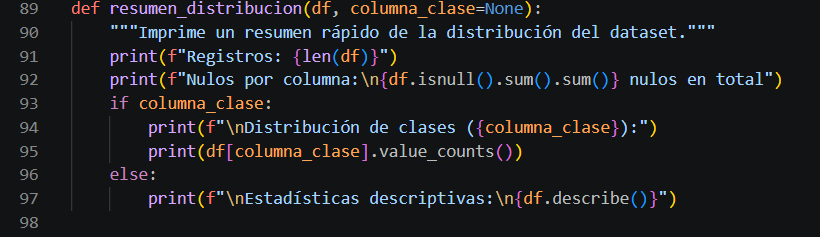 89 def resumen_distribucion(df, columna_clase=None):
90     """Imprime un resumen rápido de la distribución del dataset."""
91     print(f"Registros: {len(df)}")
92     print(f"Nulos por columna:\n{df.isnull().sum().sum()} nulos en total")
93     if columna_clase:
94         print(f"\nDistribución de clases ({columna_clase}):")
95         print(df[columna_clase].value_counts())
96     else:
97         print(f"\nEstadísticas descriptivas:\n{df.describe()}")
98